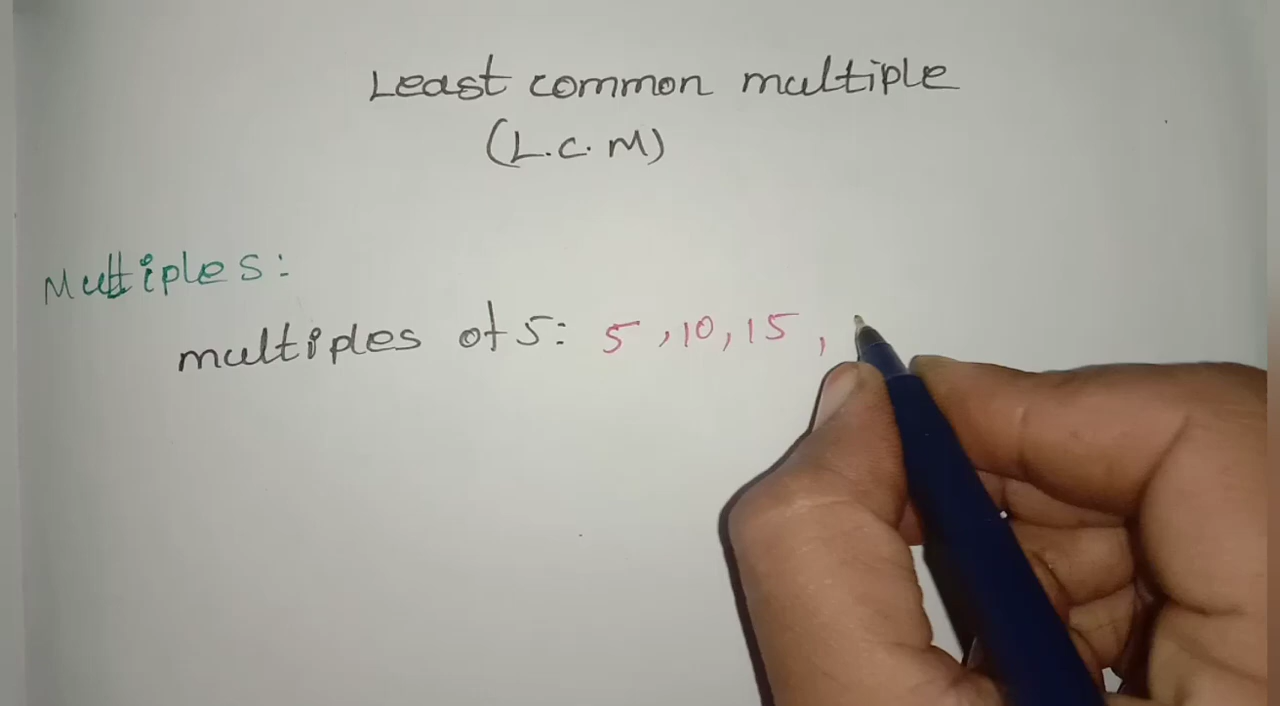 Least common multiple
(L.C.M)
Multiples:
multiples of 5: 5, 10, 15,